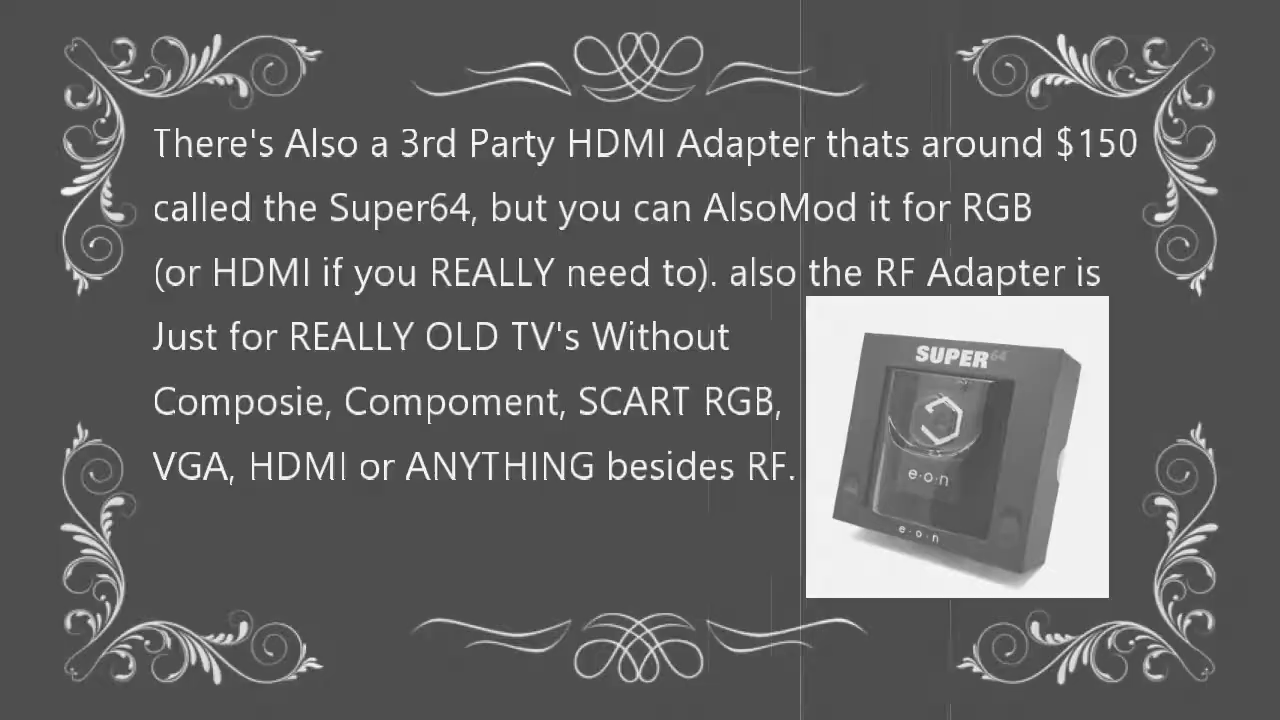 There's Also a 3rd Party HDMI Adapter thats around $150
called the Super64, but you can AlsoMod it for RGB
(or HDMI if you REALLY need to). also the RF Adapter is
Just for REALLY OLD TV's Without
Composie, Compoment, SCART RGB,
VGA, HDMI or ANYTHING besides RF.
SUPER64
e·o·n
e·o·n